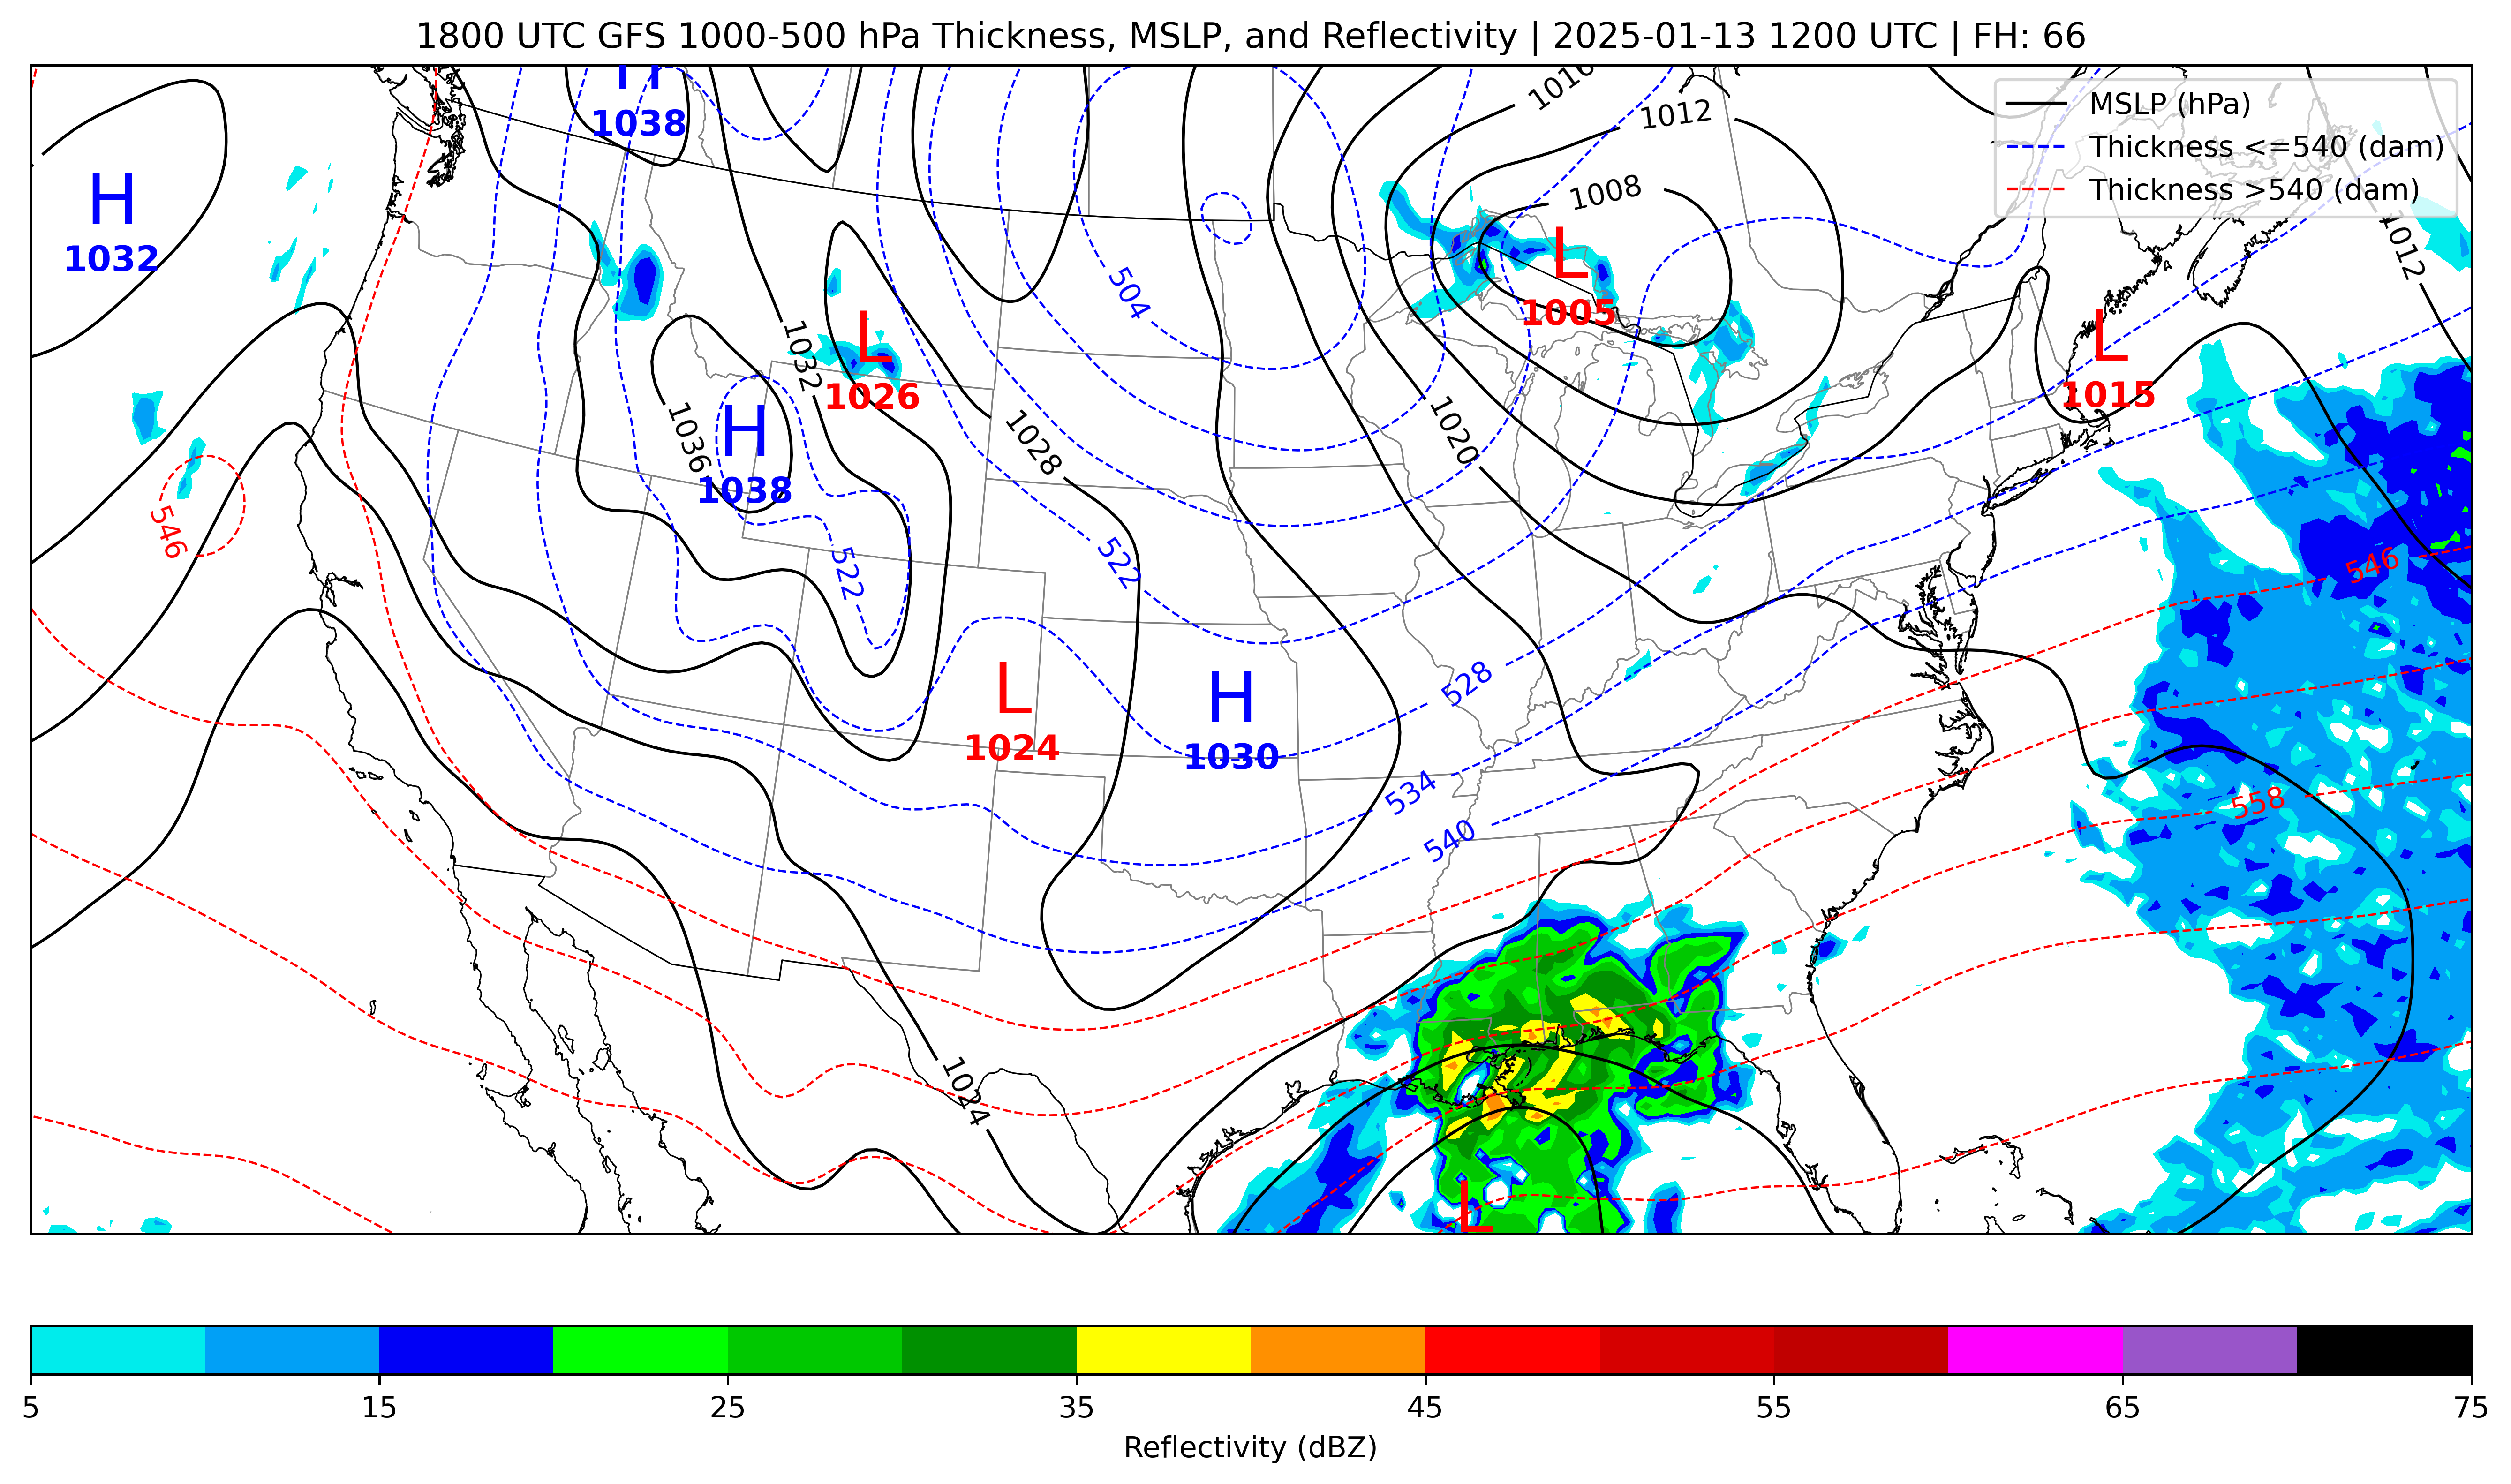 1800 UTC GFS 1000-500 hPa Thickness, MSLP, and Reflectivity | 2025-01-13 1200 UTC | FH: 66
MSLP (hPa)
Thickness <=540 (dam)
Thickness >540 (dam)
H
1038
1016
1012
1008
H
1032
L
1005
1012
504
1032
L
1026
L
1015
H
1038
1036
1028
1020
546
522
522
546
L
1024
H
1030
528
534
540
558
1024
L
5 15 25 35 45 55 65 75
Reflectivity (dBZ)